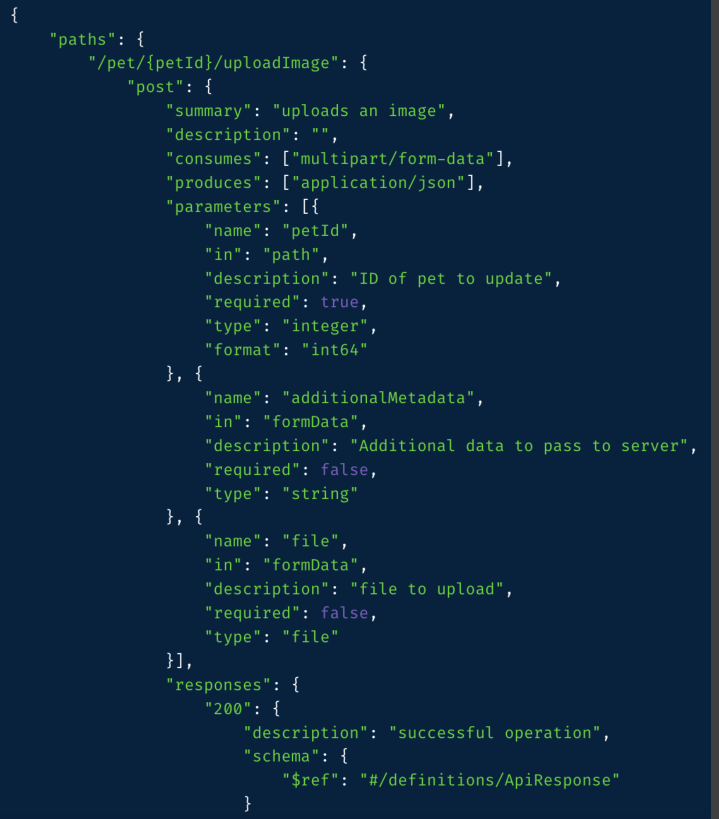 {
    "paths": {
        "/pet/{petId}/uploadImage": {
            "post": {
                "summary": "uploads an image",
                "description": "",
                "consumes": ["multipart/form-data"],
                "produces": ["application/json"],
                "parameters": [{
                    "name": "petId",
                    "in": "path",
                    "description": "ID of pet to update",
                    "required": true,
                    "type": "integer",
                    "format": "int64"
                }, {
                    "name": "additionalMetadata",
                    "in": "formData",
                    "description": "Additional data to pass to server",
                    "required": false,
                    "type": "string"
                }, {
                    "name": "file",
                    "in": "formData",
                    "description": "file to upload",
                    "required": false,
                    "type": "file"
                }],
                "responses": {
                    "200": {
                        "description": "successful operation",
                        "schema": {
                            "$ref": "#/definitions/ApiResponse"
                        }